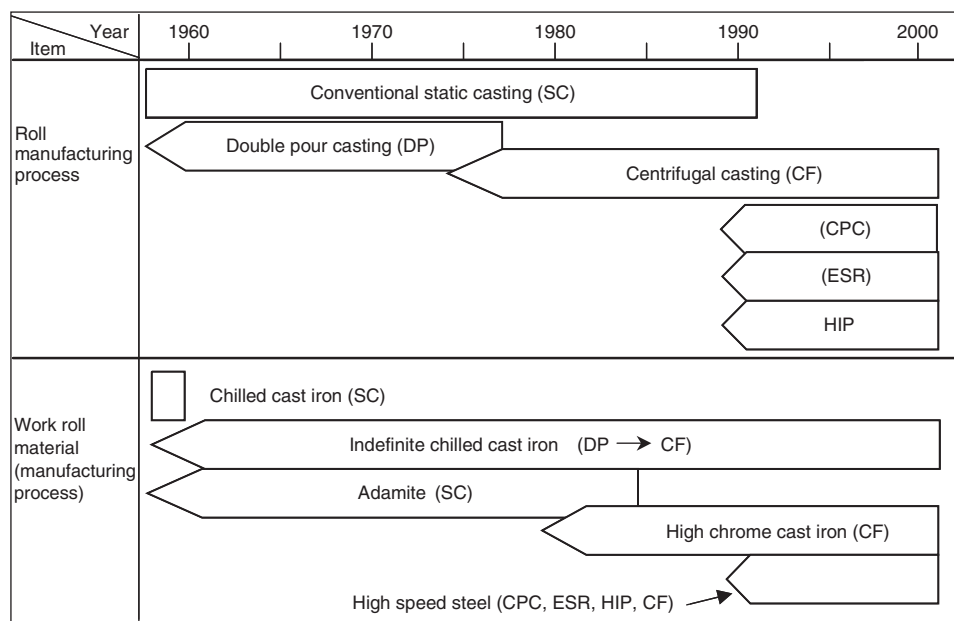 Year
Item
1960 1970 1980 1990 2000
Roll
manufacturing
process
Conventional static casting (SC)
Double pour casting (DP)
Centrifugal casting (CF)
(CPC)
(ESR)
HIP
Work roll
material
(manufacturing
process)
Chilled cast iron (SC)
Indefinite chilled cast iron (DP → CF)
Adamite (SC)
High chrome cast iron (CF)
High speed steel (CPC, ESR, HIP, CF)